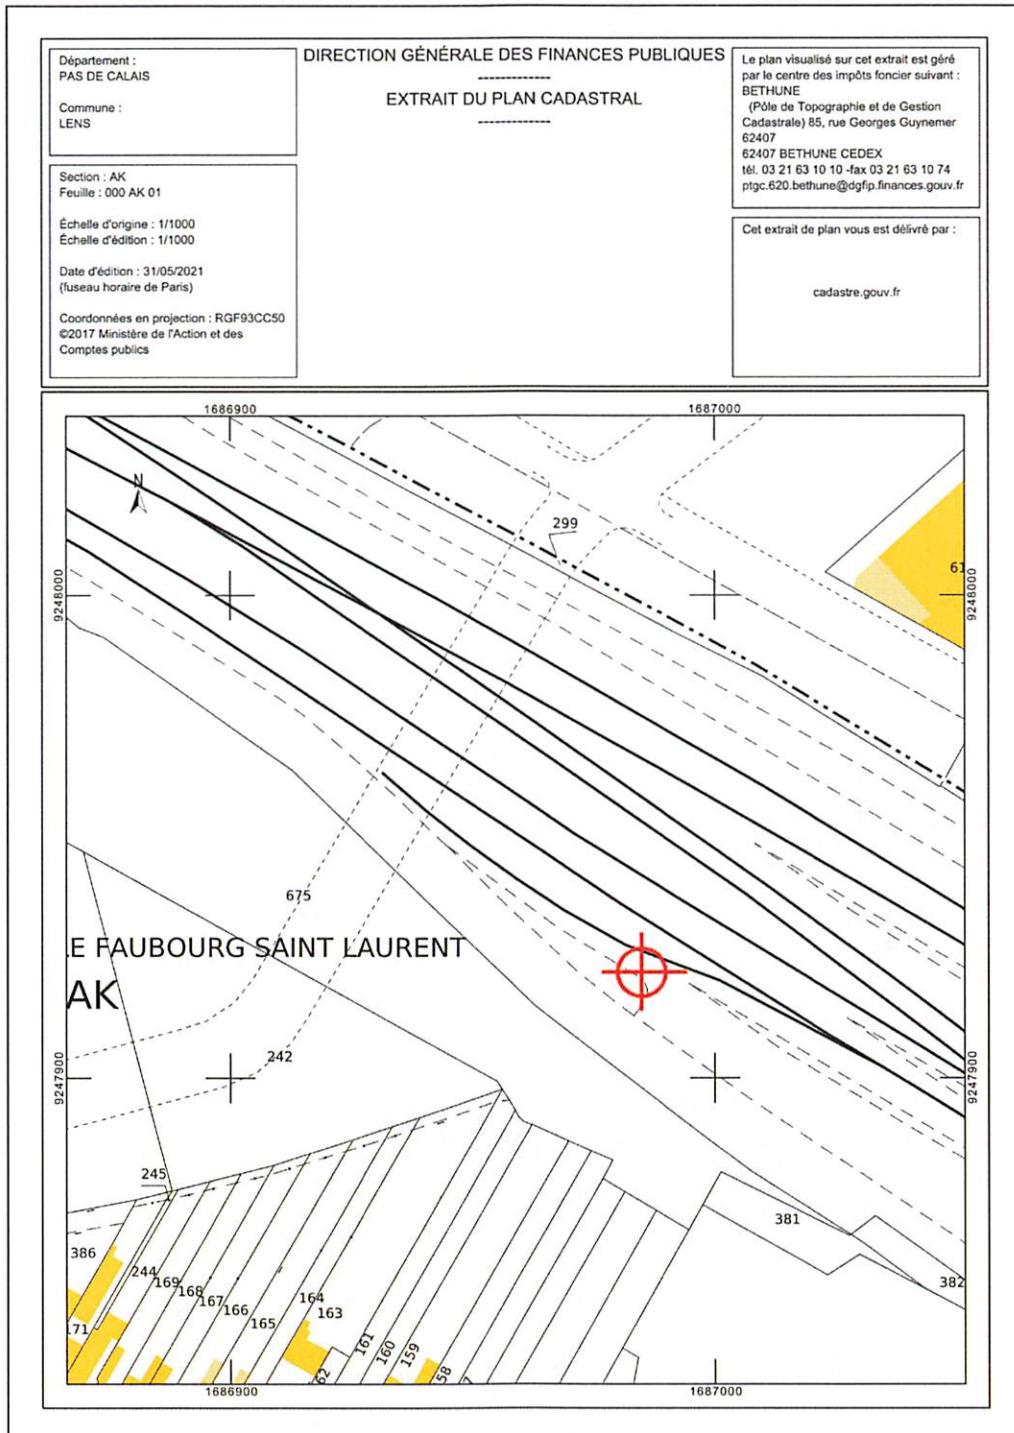 Département :
PAS DE CALAIS
Commune :
LENS
Section : AK
Feuille : 000 AK 01
Échelle d'origine : 1/1000
Échelle d'édition : 1/1000
Date d'édition : 31/05/2021
(fuseau horaire de Paris)
Coordonnées en projection : RGF93CC50
©2017 Ministère de l'Action et des
Comptes publics
DIRECTION GÉNÉRALE DES FINANCES PUBLIQUES
-------------
EXTRAIT DU PLAN CADASTRAL
-------------
Le plan visualisé sur cet extrait est géré
par le centre des impôts foncier suivant :
BETHUNE
(Pôle de Topographie et de Gestion
Cadastrale) 85, rue Georges Guynemer
62407
62407 BETHUNE CEDEX
tél. 03 21 63 10 10 -fax 03 21 63 10 74
ptgc.620.bethune@dgfip.finances.gouv.fr
Cet extrait de plan vous est délivré par :
cadastre.gouv.fr
1686900
1687000
N
299
61
9248000
9248000
675
LE FAUBOURG SAINT LAURENT
AK
242
9247900
9247900
245
381
386
244
169
168
167
166
165
164
163
382
171
161
160
159
62
58
7
1686900
1687000